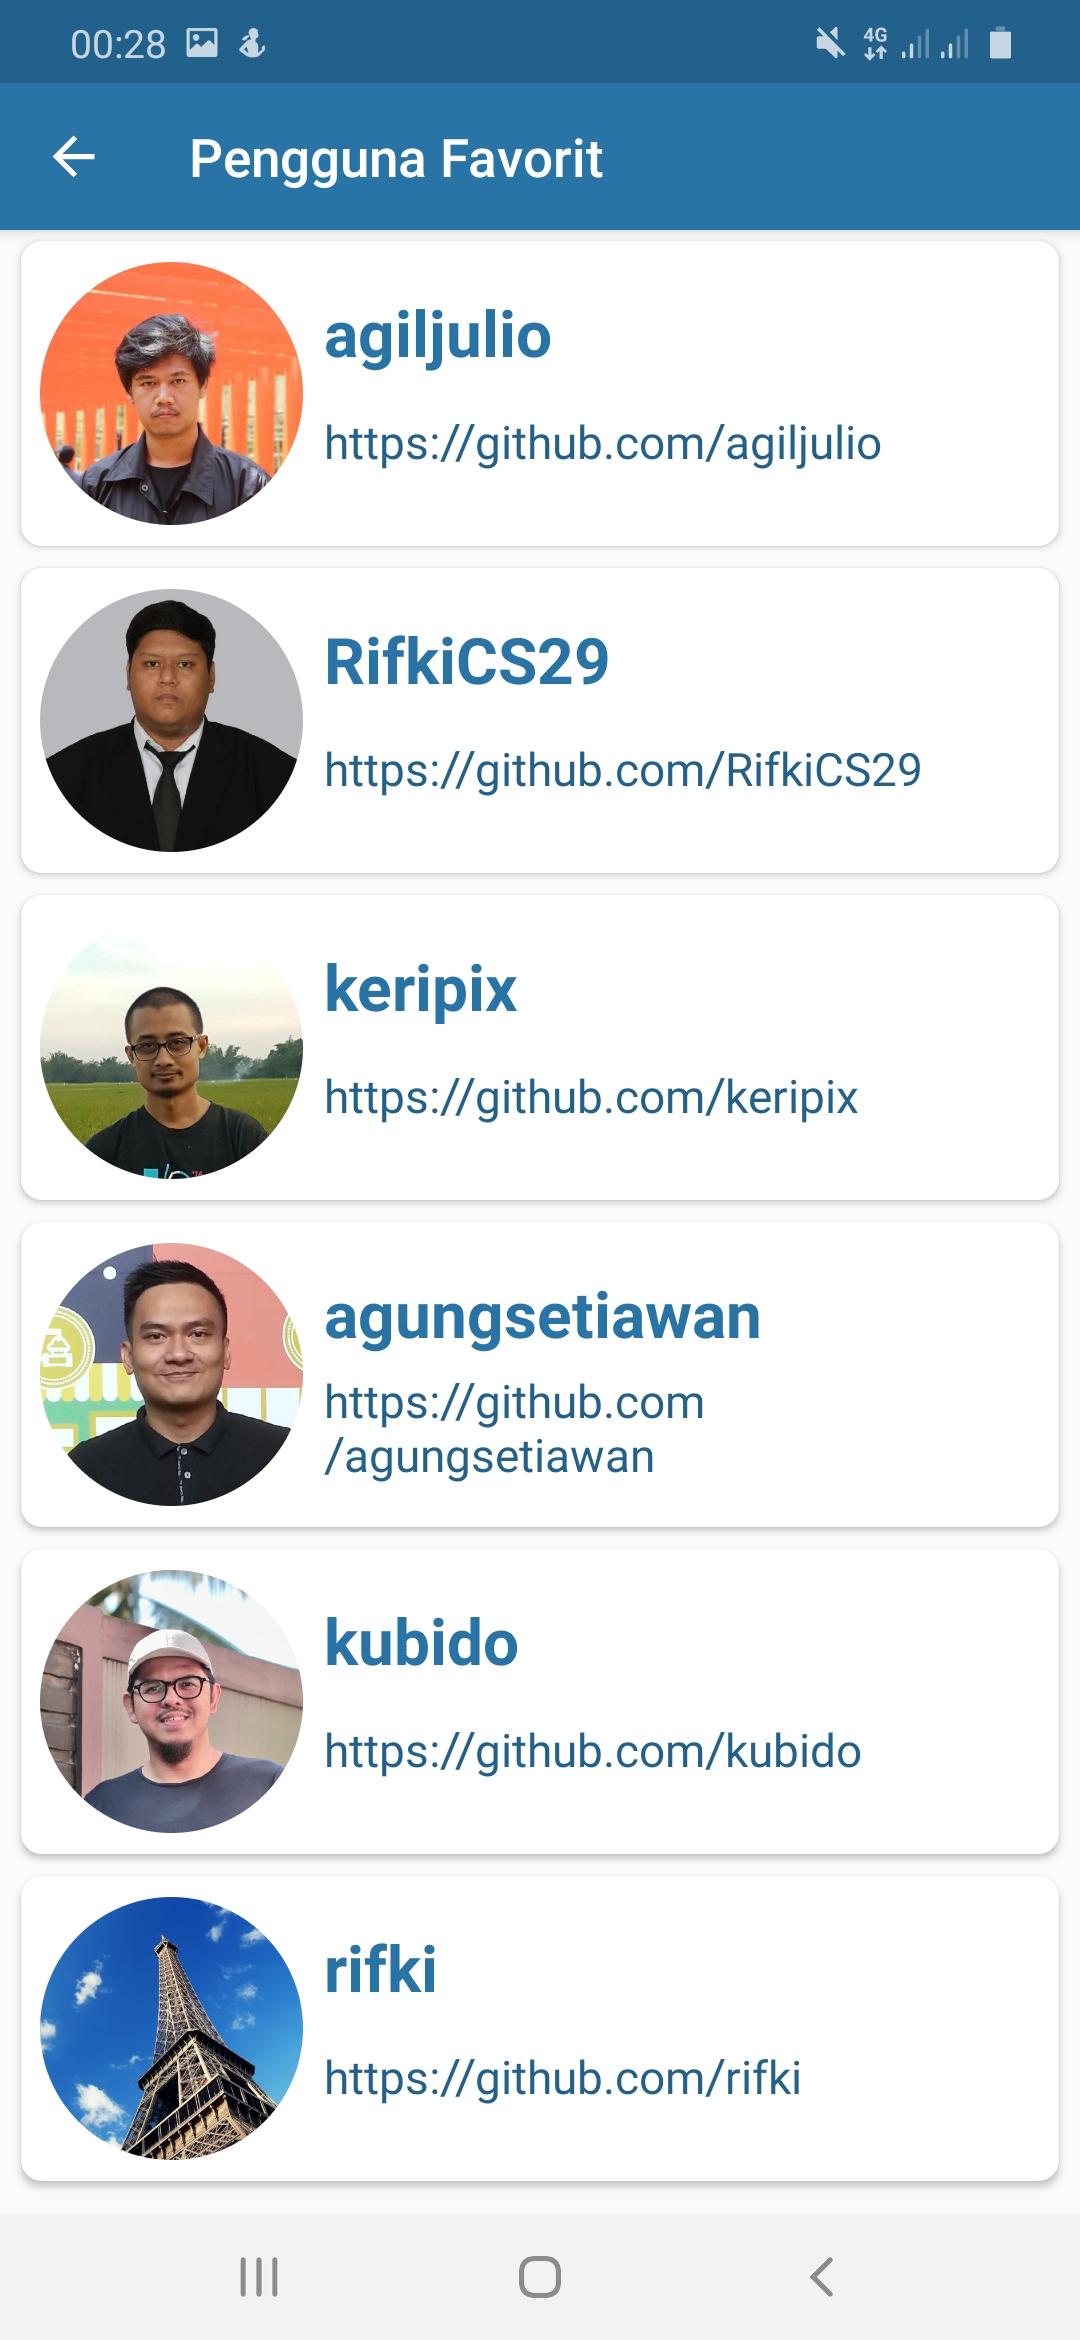 00:28
4G
Pengguna Favorit
agiljulio
https://github.com/agiljulio
RifkiCS29
https://github.com/RifkiCS29
keripix
https://github.com/keripix
agungsetiawan
https://github.com
/agungsetiawan
kubido
https://github.com/kubido
rifki
https://github.com/rifki